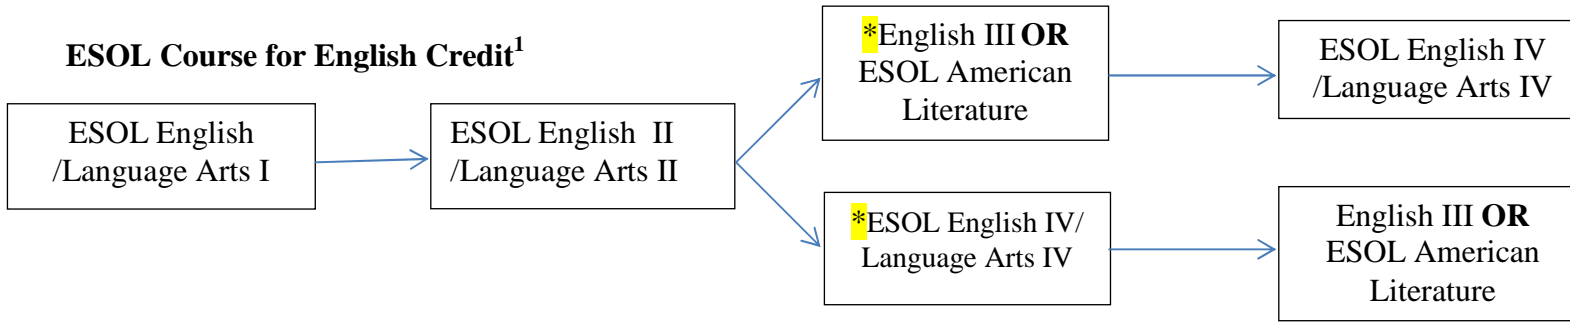 ESOL Course for English Credit1
ESOL English
/Language Arts I
ESOL English II
/Language Arts II
*English III OR
ESOL American
Literature
ESOL English IV
/Language Arts IV
*ESOL English IV/
Language Arts IV
English III OR
ESOL American
Literature